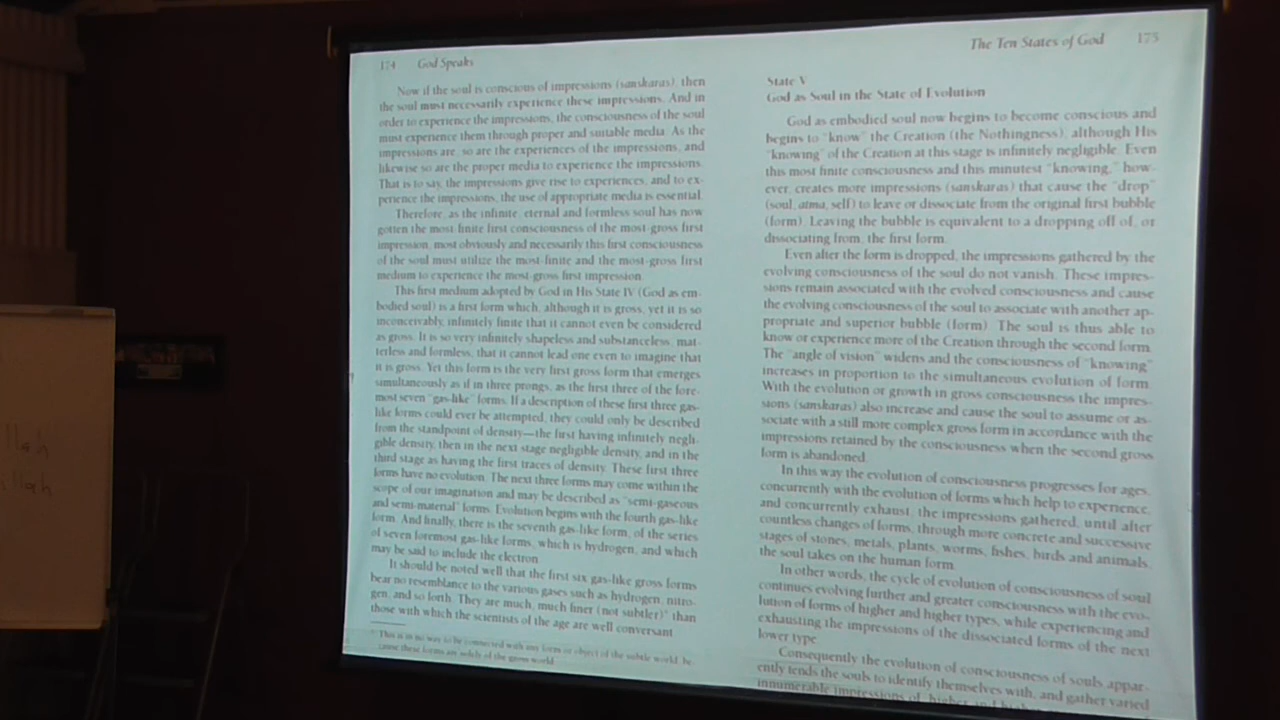 174 God Speaks
Now if the soul is conscious of impressions (sanskaras), then
the soul must necessarily experience these impressions. And in
order to experience the impressions, the consciousness of the soul
must experience them through proper and suitable media. As the
impressions are, so are the experiences of the impressions, and
likewise so are the proper media to experience the impressions.
That is to say, the impressions give rise to experiences, and to ex-
perience the impressions, the use of appropriate media is essential.
Therefore, as the infinite, eternal and formless soul has now
gotten the most-finite first consciousness of the most-gross first
impression, most obviously and necessarily this first consciousness
of the soul must utilize the most-finite and the most-gross first
medium to experience the most-gross first impression.
This first medium adopted by God in His State IV (God as em-
bodied soul) is a first form which, although it is gross, yet it is so
inconceivably, infinitely finite that it cannot even be considered
as gross. It is so very infinitely shapeless and substanceless, mat-
terless and formless, that it cannot lead one even to imagine that
it is gross. Yet this form is the very first gross form that emerges
simultaneously as if in three prongs, as the first three of the fore-
most seven "gas-like" forms. If a description of these first three gas-
like forms could ever be attempted, they could only be described
from the standpoint of density—the first having infinitely negli-
gible density, then in the next stage negligible density, and in the
third stage as having the first traces of density. These first three
forms have no evolution. The next three forms may come within the
scope of our imagination and may be described as "semi-gaseous
and semi-material" forms. Evolution begins with the fourth gas-like
form. And finally, there is the seventh gas-like form, of the series
of seven foremost gas-like forms, which is hydrogen, and which
may be said to include the electron.
It should be noted well that the first six gas-like gross forms
bear no resemblance to the various gases such as hydrogen, nitro-
gen, and so forth. They are much, much finer (not subtler)* than
those with which the scientists of the age are well conversant.
* This is in no way to be connected with any form or object of the subtle world, be-
cause these forms are solely of the gross world.
The Ten States of God 175
State V
God as Soul in the State of Evolution
God as embodied soul now begins to become conscious and
begins to "know" the Creation (the Nothingness), although His
"knowing" of the Creation at this stage is infinitely negligible. Even
this most finite consciousness and this minutest "knowing," how-
ever, creates more impressions (sanskaras) that cause the "drop"
(soul, atma, self) to leave or dissociate from the original first bubble
(form). Leaving the bubble is equivalent to a dropping off of, or
dissociating from, the first form.
Even after the form is dropped, the impressions gathered by the
evolving consciousness of the soul do not vanish. These impres-
sions remain associated with the evolved consciousness and cause
the evolving consciousness of the soul to associate with another ap-
propriate and superior bubble (form). The soul is thus able to
know or experience more of the Creation through the second form.
The "angle of vision" widens and the consciousness of "knowing"
increases in proportion to the simultaneous evolution of form.
With the evolution or growth in gross consciousness the impres-
sions (sanskaras) also increase and cause the soul to assume or as-
sociate with a still more complex gross form in accordance with the
impressions retained by the consciousness when the second gross
form is abandoned.
In this way the evolution of consciousness progresses for ages,
concurrently with the evolution of forms which help to experience,
and concurrently exhaust, the impressions gathered, until after
countless changes of forms, through more concrete and successive
stages of stones, metals, plants, worms, fishes, birds and animals,
the soul takes on the human form.
In other words, the cycle of evolution of consciousness of soul
continues evolving further and greater consciousness with the evo-
lution of forms of higher and higher types, while experiencing and
exhausting the impressions of the dissociated forms of the next
lower type.
Consequently the evolution of consciousness of souls appar-
ently tends the souls to identify themselves with, and gather varied
innumerable impressions of, higher and higher